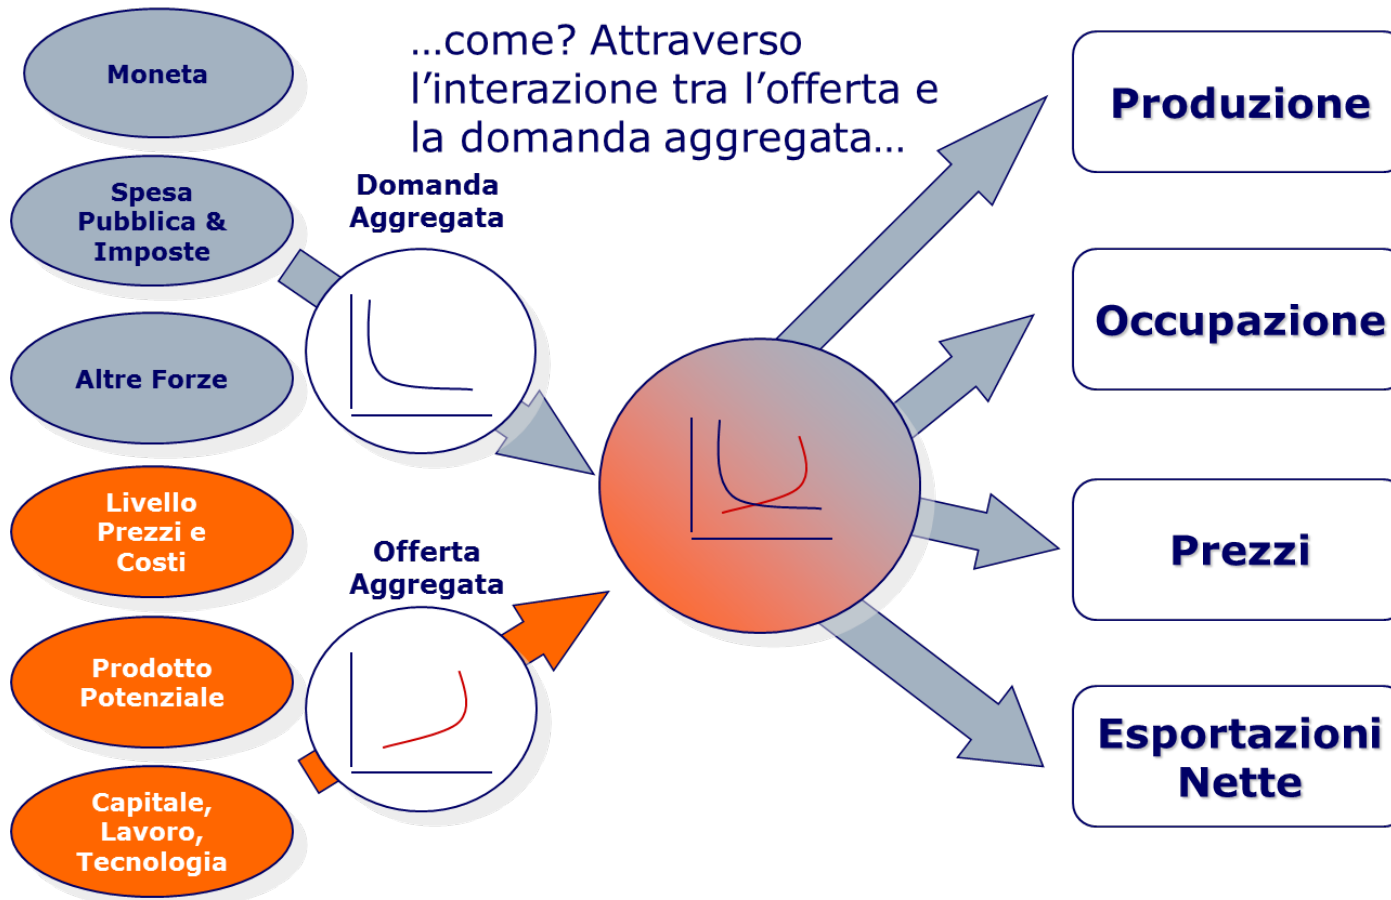 ...come? Attraverso
l’interazione tra l’offerta e
la domanda aggregata...
Moneta
Spesa
Pubblica &
Imposte
Altre Forze
Livello
Prezzi e
Costi
Prodotto
Potenziale
Capitale,
Lavoro,
Tecnologia
Domanda
Aggregata
Offerta
Aggregata
Produzione
Occupazione
Prezzi
Esportazioni
Nette